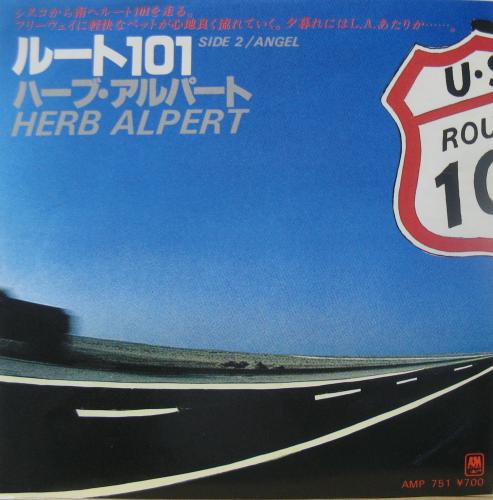 シスコから南へルート101を走る。
フリーウェイに軽快なペットが心地良く流れていく。夕暮れにはL.A.あたりか……。
ルート101 SIDE 2/ANGEL
ハーブ・アルパート
HERB ALPERT
U・S
ROU
10
A&M
AMP 751 ¥700